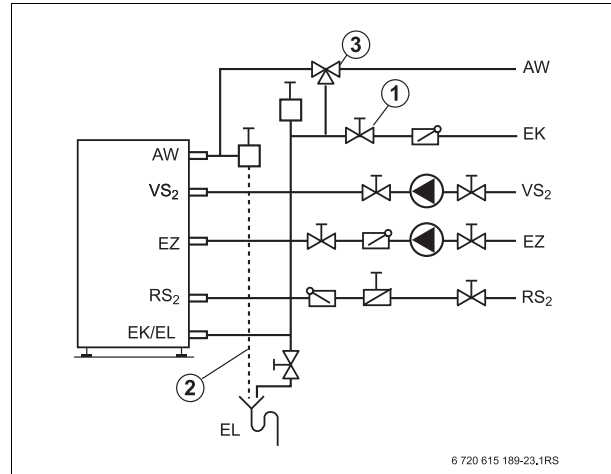 3
AW
1
EK
AW
VS₂
VS₂
EZ
EZ
RS₂
RS₂
EK/EL
2
EL
6 720 615 189-23.1RS